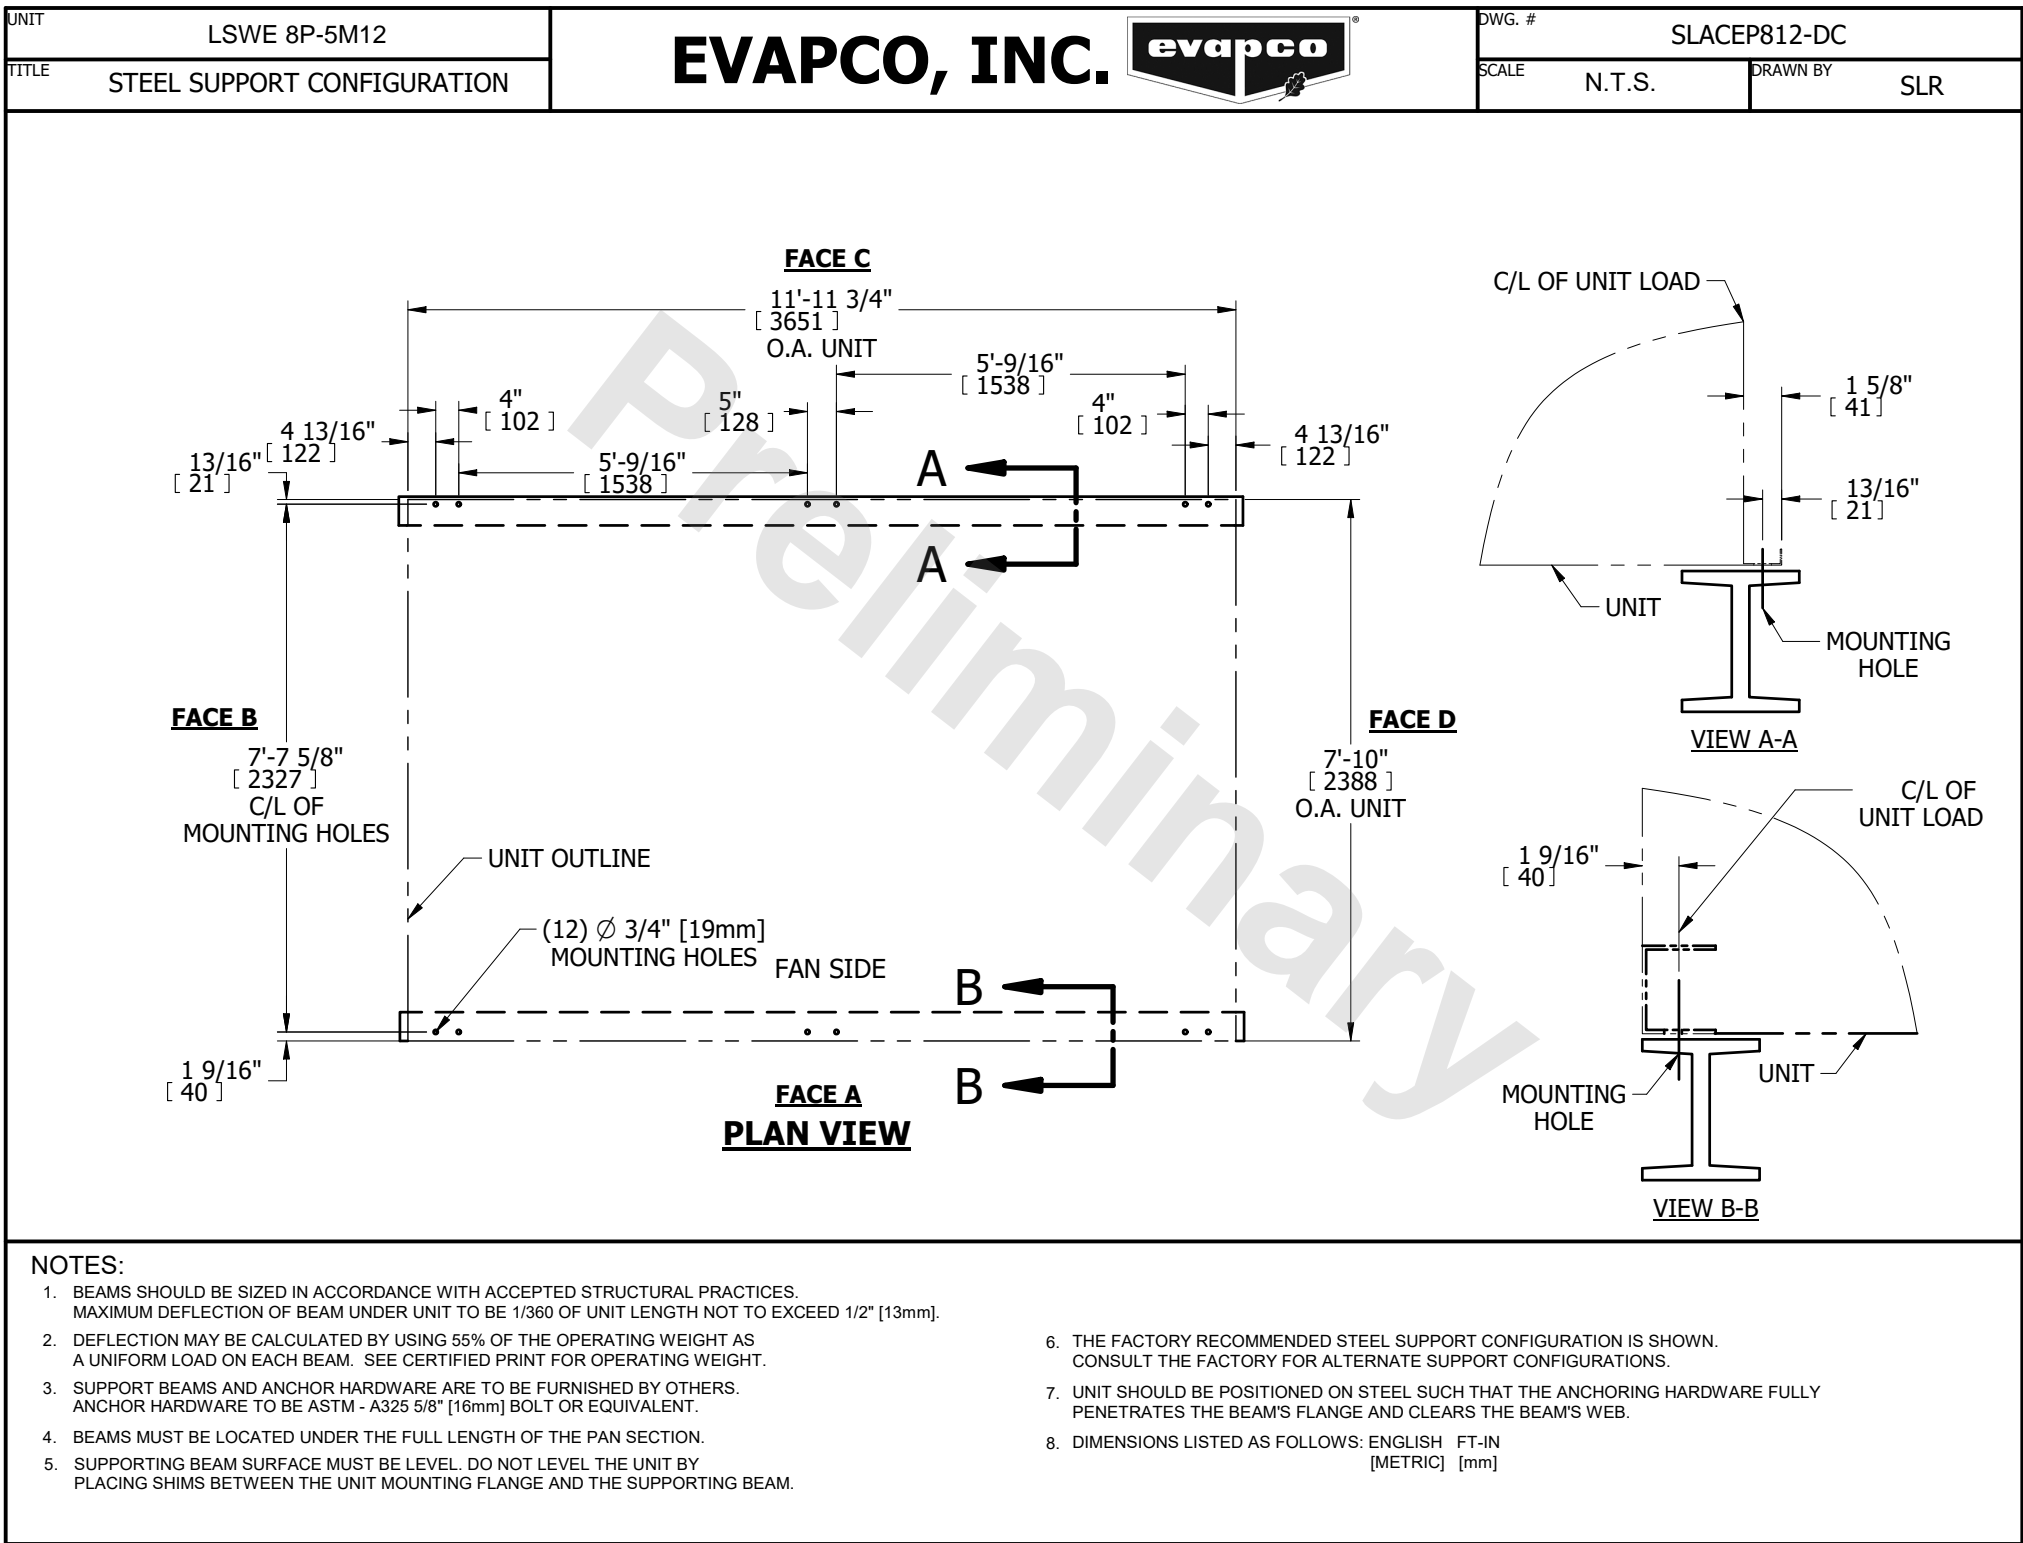 UNIT
LSWE 8P-5M12
TITLE
STEEL SUPPORT CONFIGURATION
EVAPCO, INC.
evapco
®
DWG. #
SLACEP812-DC
SCALE
N.T.S.
DRAWN BY
SLR
FACE C
11'-11 3/4"
[ 3651 ]
O.A. UNIT
5'-9/16"
[ 1538 ]
4"
[ 102 ]
5"
[ 128 ]
4"
[ 102 ]
4 13/16"
[ 122 ]
4 13/16"
[ 122 ]
13/16"
[ 21 ]
5'-9/16"
[ 1538 ]
A
A
FACE B
7'-7 5/8"
[ 2327 ]
C/L OF
MOUNTING HOLES
FACE D
7'-10"
[ 2388 ]
O.A. UNIT
UNIT OUTLINE
(12) Ø 3/4" [19mm]
MOUNTING HOLES
FAN SIDE
B
B
1 9/16"
[ 40 ]
FACE A
PLAN VIEW
Preliminary
C/L OF UNIT LOAD
1 5/8"
[ 41 ]
13/16"
[ 21 ]
UNIT
MOUNTING
HOLE
VIEW A-A
C/L OF
UNIT LOAD
1 9/16"
[ 40 ]
UNIT
MOUNTING
HOLE
VIEW B-B
NOTES:
1. BEAMS SHOULD BE SIZED IN ACCORDANCE WITH ACCEPTED STRUCTURAL PRACTICES.
MAXIMUM DEFLECTION OF BEAM UNDER UNIT TO BE 1/360 OF UNIT LENGTH NOT TO EXCEED 1/2" [13mm].
2. DEFLECTION MAY BE CALCULATED BY USING 55% OF THE OPERATING WEIGHT AS
A UNIFORM LOAD ON EACH BEAM. SEE CERTIFIED PRINT FOR OPERATING WEIGHT.
3. SUPPORT BEAMS AND ANCHOR HARDWARE ARE TO BE FURNISHED BY OTHERS.
ANCHOR HARDWARE TO BE ASTM - A325 5/8" [16mm] BOLT OR EQUIVALENT.
4. BEAMS MUST BE LOCATED UNDER THE FULL LENGTH OF THE PAN SECTION.
5. SUPPORTING BEAM SURFACE MUST BE LEVEL. DO NOT LEVEL THE UNIT BY
PLACING SHIMS BETWEEN THE UNIT MOUNTING FLANGE AND THE SUPPORTING BEAM.
6. THE FACTORY RECOMMENDED STEEL SUPPORT CONFIGURATION IS SHOWN.
CONSULT THE FACTORY FOR ALTERNATE SUPPORT CONFIGURATIONS.
7. UNIT SHOULD BE POSITIONED ON STEEL SUCH THAT THE ANCHORING HARDWARE FULLY
PENETRATES THE BEAM'S FLANGE AND CLEARS THE BEAM'S WEB.
8. DIMENSIONS LISTED AS FOLLOWS: ENGLISH FT-IN
[METRIC] [mm]